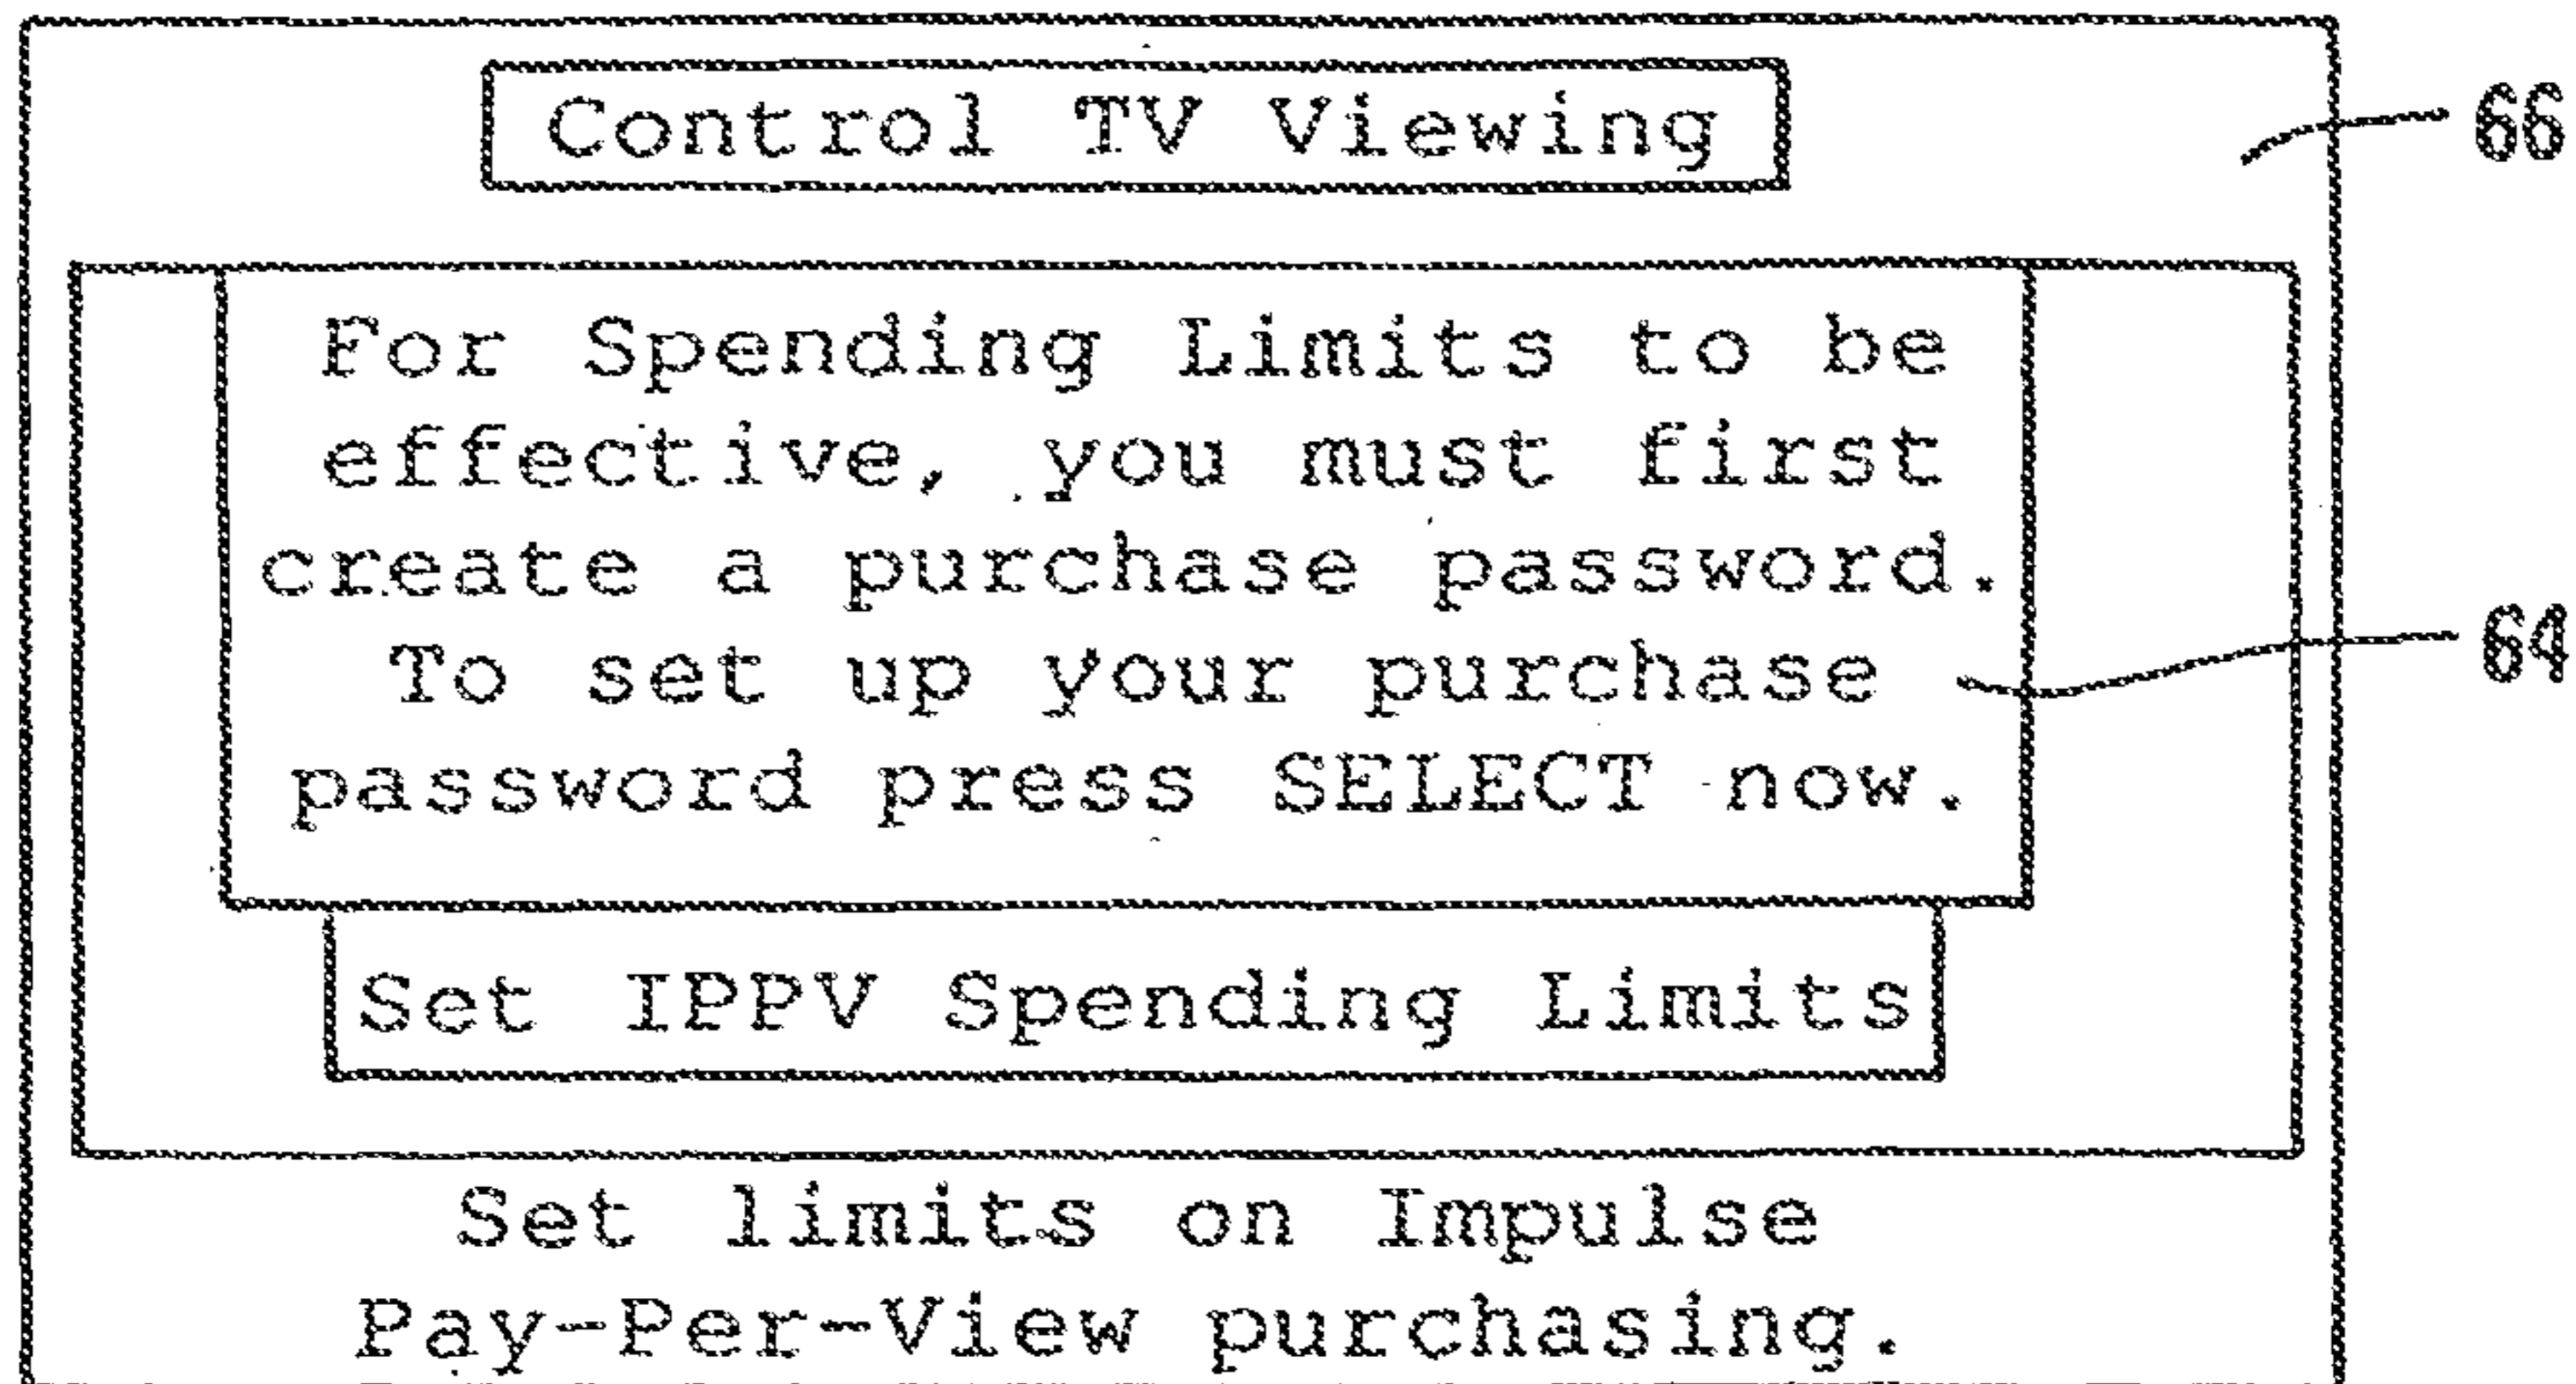 Control TV Viewing
66
For Spending Limits to be
effective, you must first
create a purchase password.
To set up your purchase
64
password press SELECT now.
Set IPPV Spending Limits
Set limits on Impulse
Pay-Per-View purchasing.